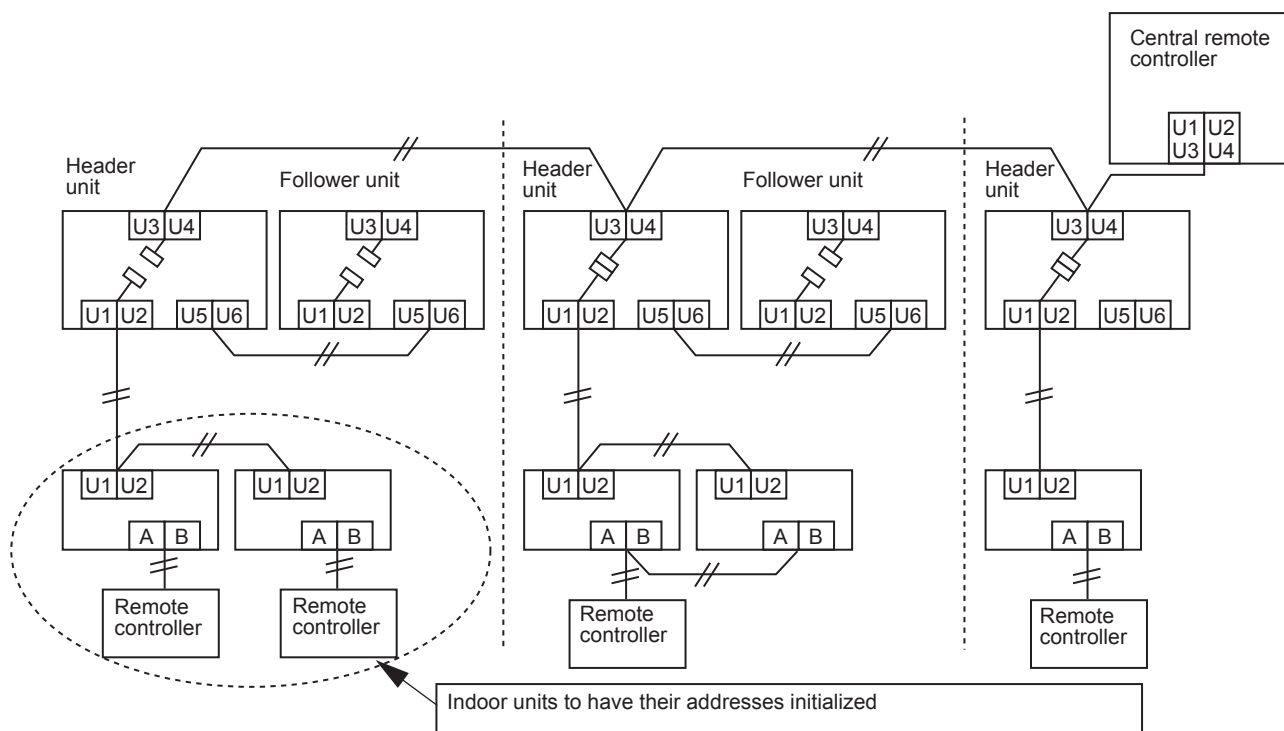 Central remote
controller
U1 U2
U3 U4
Header
unit
Follower unit
Header
unit
Follower unit
Header
unit
U3 U4
U3 U4
U3 U4
U3 U4
U3 U4
U1 U2
U5 U6
U1 U2
U5 U6
U1 U2
U5 U6
U1 U2
U5 U6
U1 U2
U5 U6
U1 U2
U1 U2
U1 U2
U1 U2
U1 U2
A B
A B
A B
A B
A B
Remote
controller
Remote
controller
Remote
controller
Remote
controller
Indoor units to have their addresses initialized